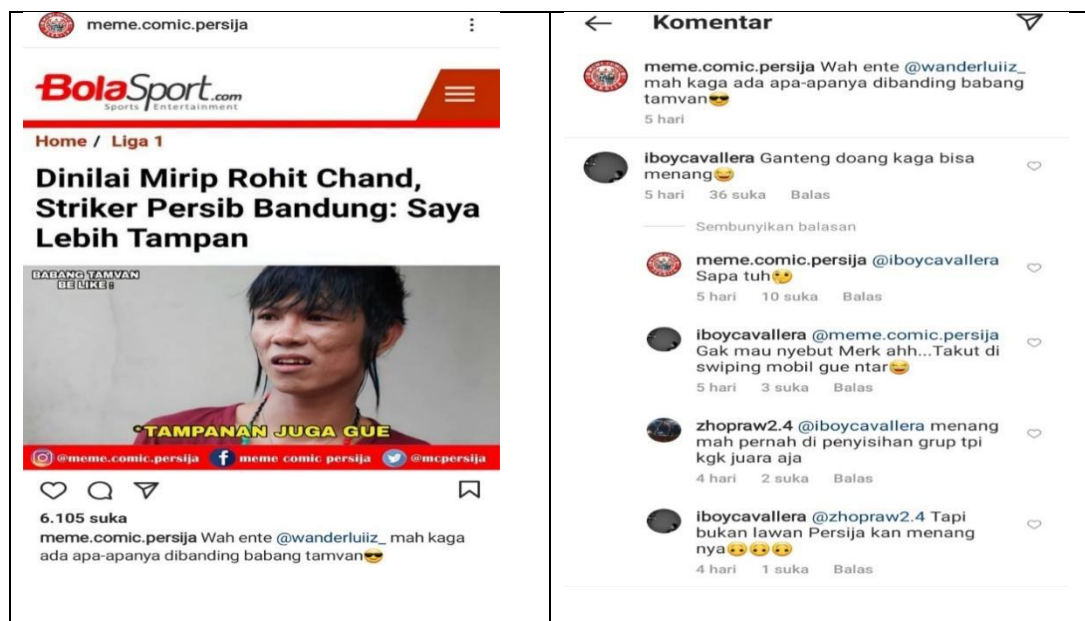 meme.comic.persija
BolaSport.com
Sports Entertainment
Home / Liga 1
Dinilai Mirip Rohit Chand,
Striker Persib Bandung: Saya
Lebih Tampan
BABANG TAMVAN
BE LIKE :
*TAMPANAN JUGA GUE
@meme.comic.persija meme comic persija @mcpersija
6.105 suka
meme.comic.persija Wah ente @wanderluiiz_ mah kaga
ada apa-apanya dibanding babang tamvan😎
Komentar
meme.comic.persija Wah ente @wanderluiiz_
mah kaga ada apa-apanya dibanding babang
tamvan😎
5 hari
iboycavallera Ganteng doang kaga bisa
menang😂
5 hari 36 suka Balas
Sembunyikan balasan
meme.comic.persija @iboycavallera
Sapa tuh🤔
5 hari 10 suka Balas
iboycavallera @meme.comic.persija
Gak mau nyebut Merk ahh...Takut di
swiping mobil gue ntar😂
5 hari 3 suka Balas
zhopraw2.4 @iboycavallera menang
mah pernah di penyisihan grup tpi
kgk juara aja
4 hari 2 suka Balas
iboycavallera @zhopraw2.4 Tapi
bukan lawan Persija kan menang
nya🙃🙃🙃
4 hari 1 suka Balas